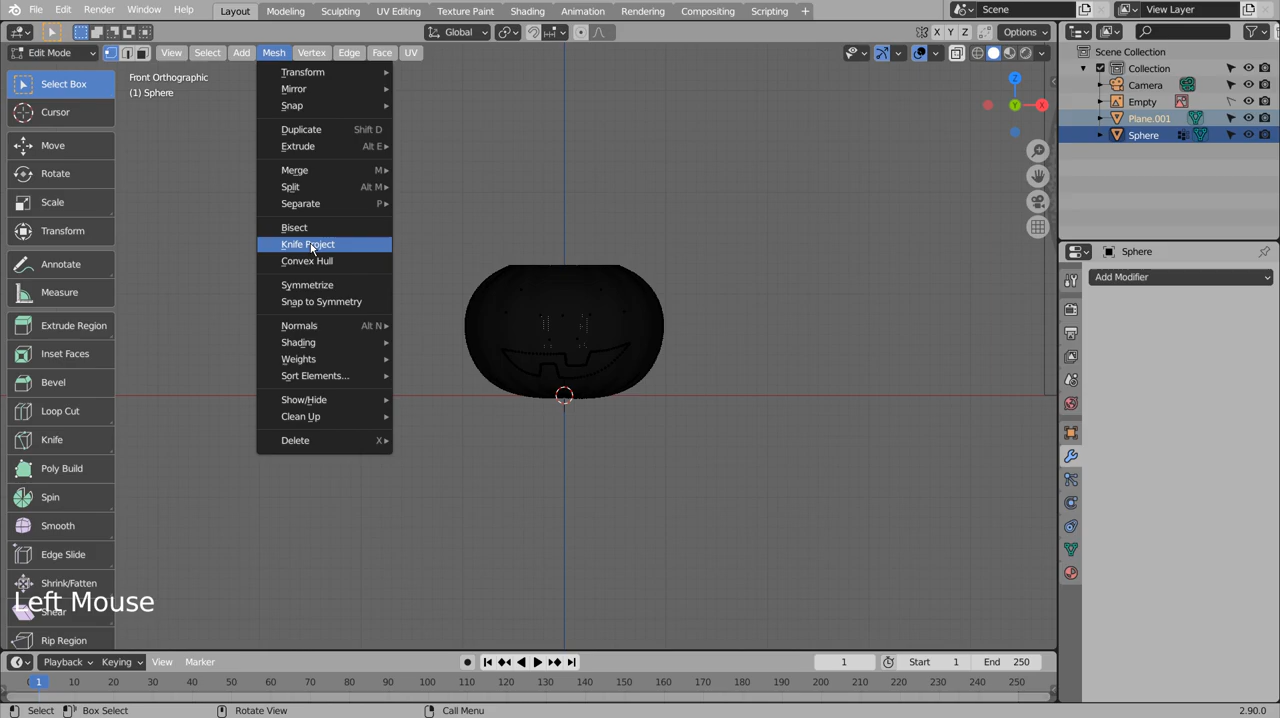 File Edit Render Window Help Layout Modeling Sculpting UV Editing Texture Paint Shading Animation Rendering Compositing Scripting Scene View Layer
Global X Y Z Options
Edit Mode View Select Add Mesh Vertex Edge Face UV
Front Orthographic
(1) Sphere
Select Box
Cursor
Move
Rotate
Scale
Transform
Annotate
Measure
Extrude Region
Inset Faces
Bevel
Loop Cut
Knife
Poly Build
Spin
Smooth
Edge Slide
Shrink/Fatten
Shear
Rip Region
Left Mouse
Transform
Mirror
Snap
Duplicate Shift D
Extrude Alt E
Merge M
Split Alt M
Separate P
Bisect
Knife Project
Convex Hull
Symmetrize
Snap to Symmetry
Normals Alt N
Shading
Weights
Sort Elements...
Show/Hide
Clean Up
Delete X
Z
Y
X
Scene Collection
Collection
Camera
Empty
Plane.001
Sphere
Sphere
Add Modifier
Playback Keying View Marker 1 Start 1 End 250
0 1 10 20 30 40 50 60 70 80 90 100 110 120 130 140 150 160 170 180 190 200 210 220 230 240 250
Select Box Select Rotate View Call Menu 2.90.0